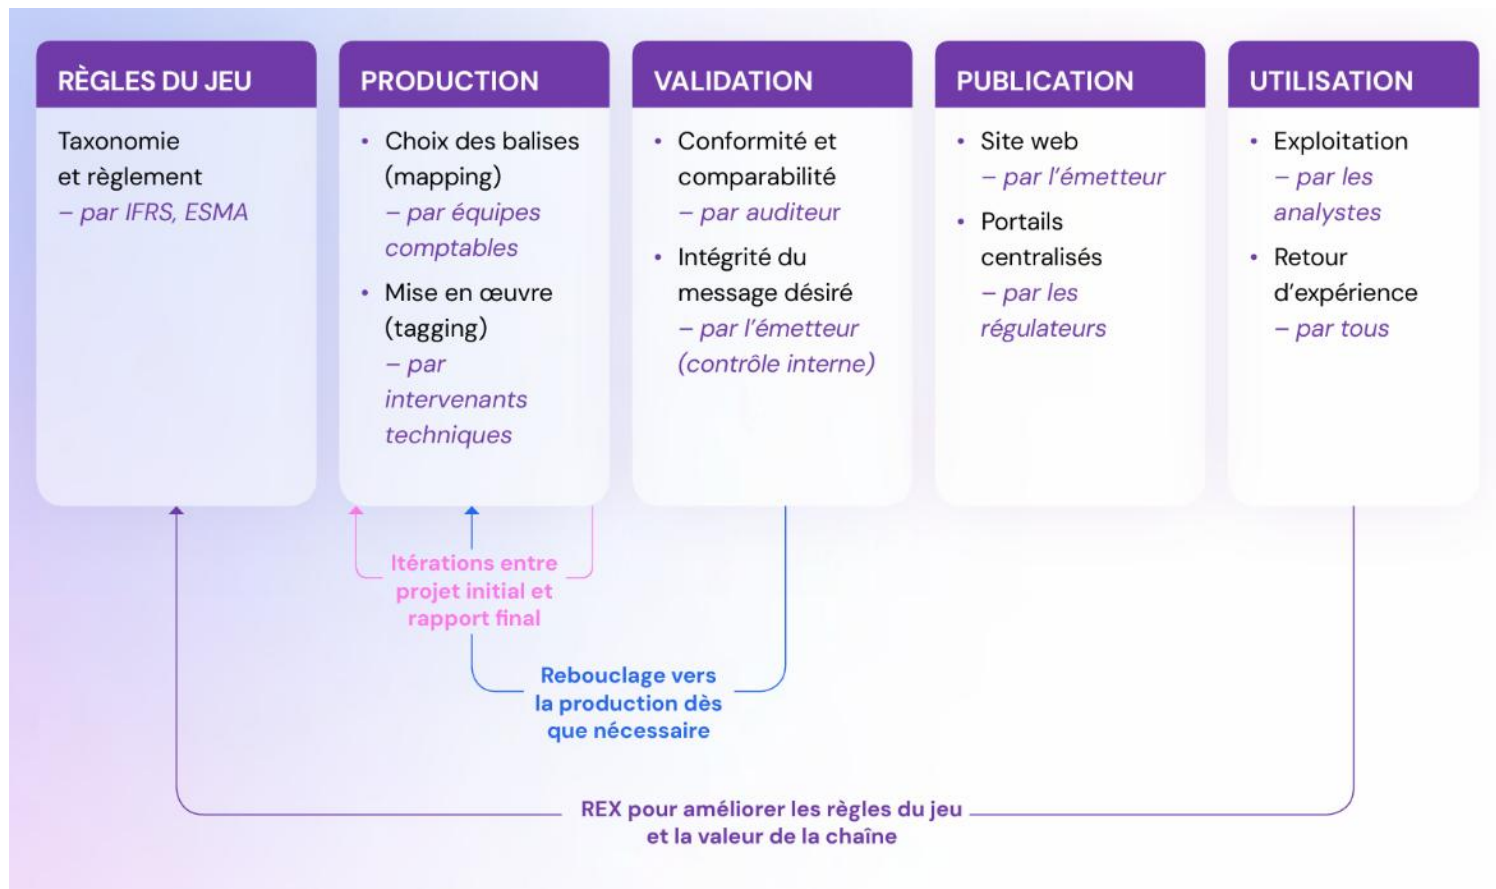 RÈGLES DU JEU
Taxonomie
et règlement
– par IFRS, ESMA
PRODUCTION
• Choix des balises
(mapping)
– par équipes
comptables
• Mise en œuvre
(tagging)
– par
intervenants
techniques
VALIDATION
• Conformité et
comparabilité
– par auditeur
• Intégrité du
message désiré
– par l’émetteur
(contrôle interne)
PUBLICATION
• Site web
– par l’émetteur
• Portails
centralisés
– par les
régulateurs
UTILISATION
• Exploitation
– par les
analystes
• Retour
d’expérience
– par tous
Itérations entre
projet initial et
rapport final
Rebouclage vers
la production dès
que nécessaire
REX pour améliorer les règles du jeu
et la valeur de la chaîne